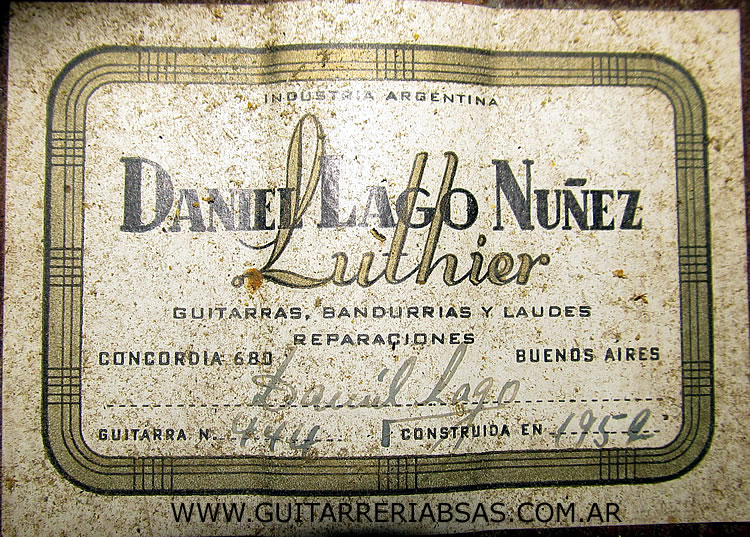 INDUSTRIA ARGENTINA
DANIEL LAGO NUÑEZ
Luthier
GUITARRAS, BANDURRIAS Y LAUDES
REPARACIONES
CONCORDIA 680 BUENOS AIRES
Daniel Lago
GUITARRA N. 444 CONSTRUIDA EN
WWW.GUITARRERIABSAS.COM.AR